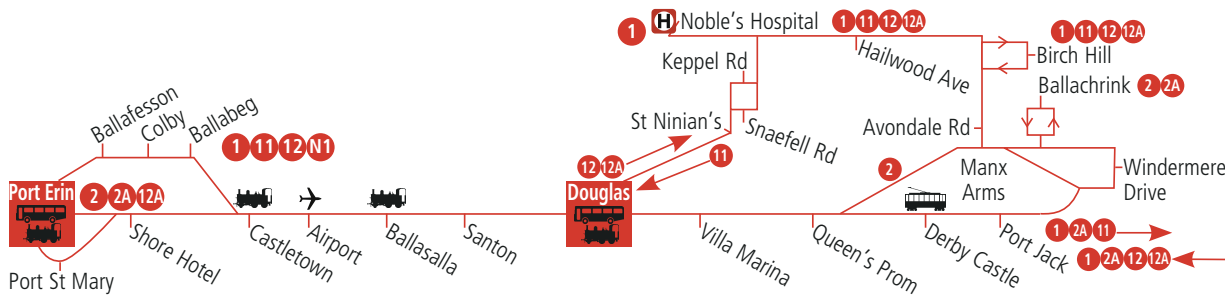 1
H
Noble's Hospital
1 11 12 12A
Hailwood Ave
1 11 12 12A
Birch Hill
Keppel Rd
Ballachrink 2 2A
Ballafesson
Colby
Ballabeg
1 11 12 N1
St Ninian's
Snaefell Rd
Avondale Rd
12 12A
11
2
Manx
Arms
Windermere
Drive
Port Erin
2 2A 12A
Douglas
Port St Mary
Shore Hotel
Castletown
Airport
Ballasalla
Santon
Villa Marina
Queen's Prom
Derby Castle
Port Jack
1 2A 11
1 2A 12 12A